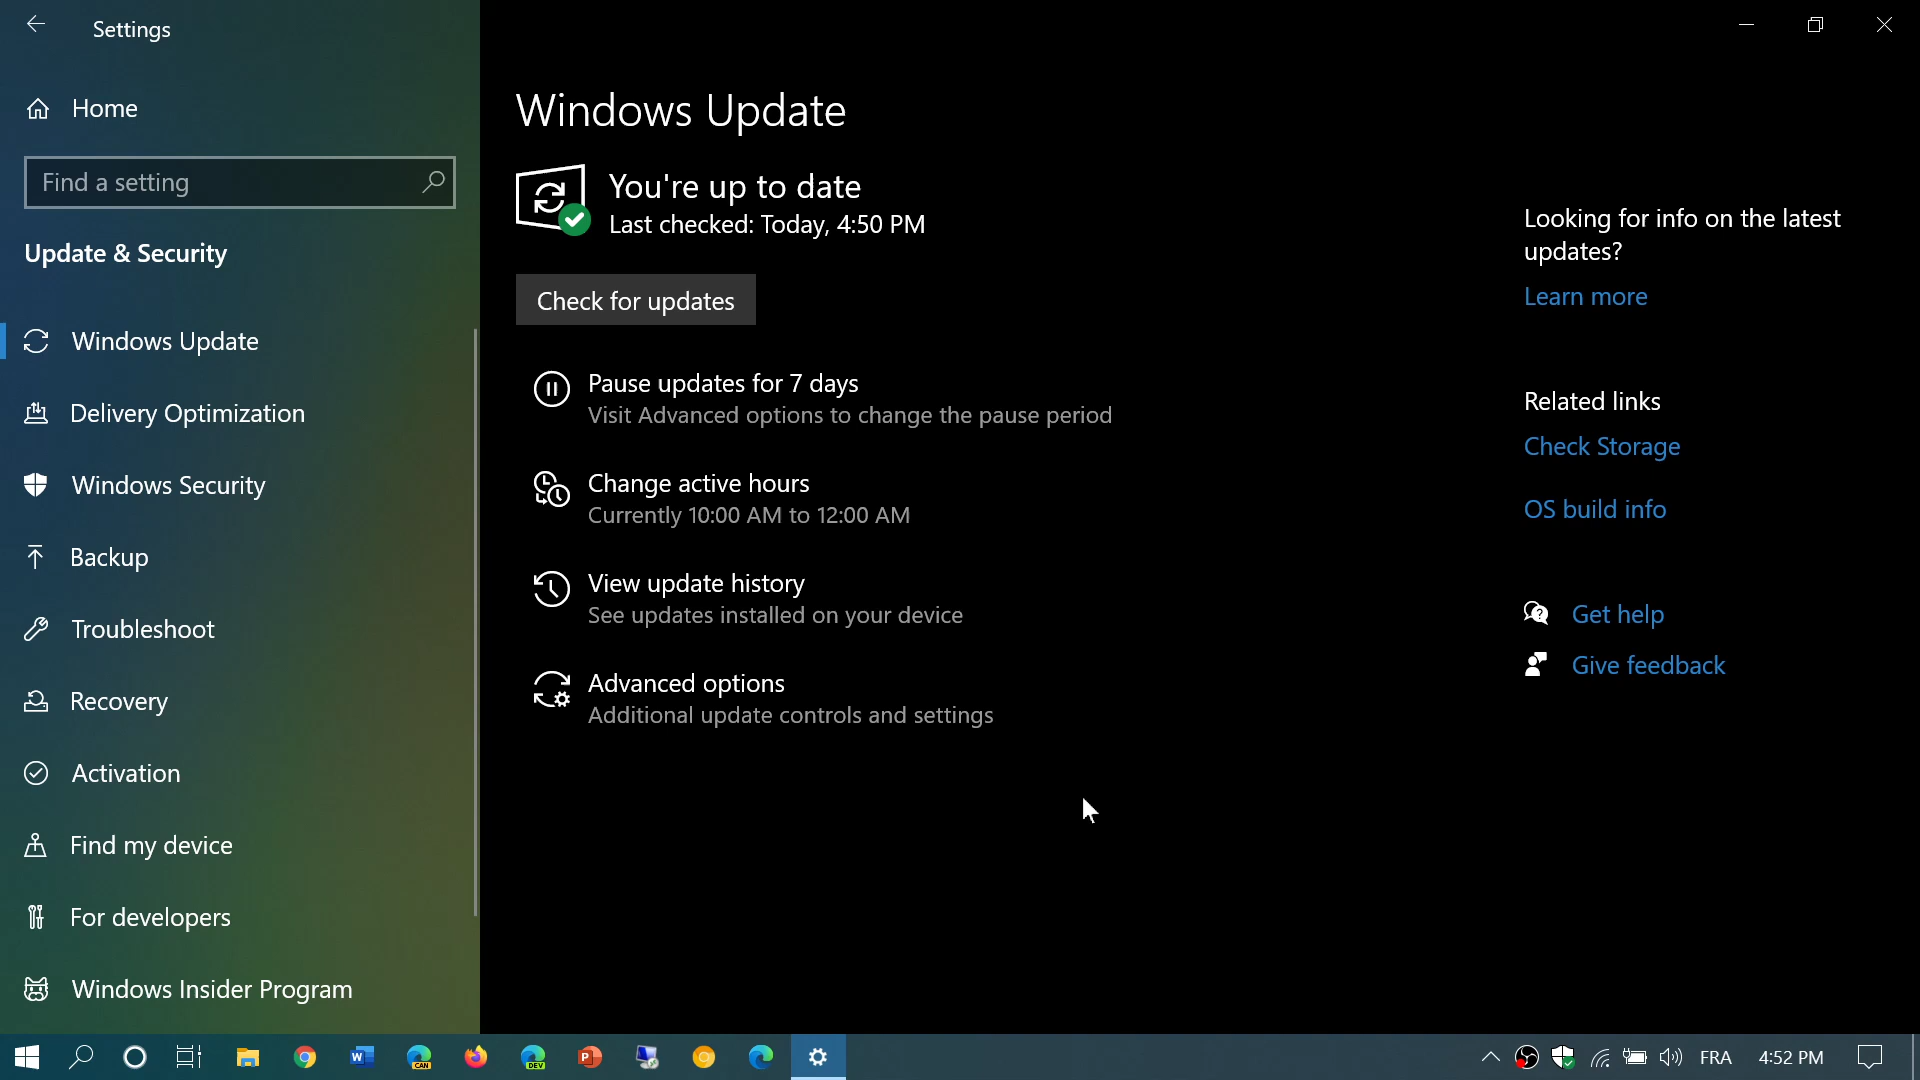 Settings
Home
Find a setting
Update & Security
Windows Update
Delivery Optimization
Windows Security
Backup
Troubleshoot
Recovery
Activation
Find my device
For developers
Windows Insider Program
Windows Update
You're up to date
Last checked: Today, 4:50 PM
Check for updates
Pause updates for 7 days
Visit Advanced options to change the pause period
Change active hours
Currently 10:00 AM to 12:00 AM
View update history
See updates installed on your device
Advanced options
Additional update controls and settings
Looking for info on the latest
updates?
Learn more
Related links
Check Storage
OS build info
Get help
Give feedback
W
CAN
DEV
P
FRA
4:52 PM